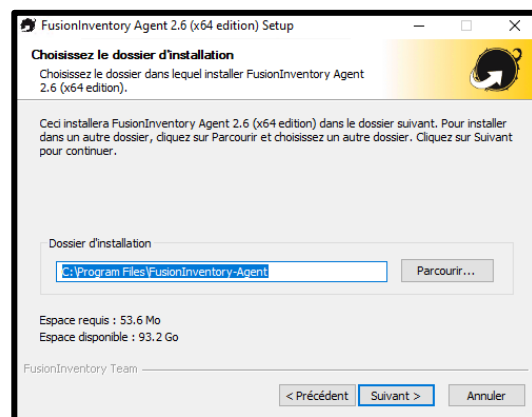 FusionInventory Agent 2.6 (x64 edition) Setup
Choisissez le dossier d'installation
Choisissez le dossier dans lequel installer FusionInventory Agent
2.6 (x64 edition).
Ceci installera FusionInventory Agent 2.6 (x64 edition) dans le dossier suivant. Pour installer
dans un autre dossier, cliquez sur Parcourir et choisissez un autre dossier. Cliquez sur Suivant
pour continuer.
Dossier d'installation
C:\Program Files\FusionInventory-Agent
Parcourir...
Espace requis : 53.6 Mo
Espace disponible : 93.2 Go
FusionInventory Team
< Précédent
Suivant >
Annuler